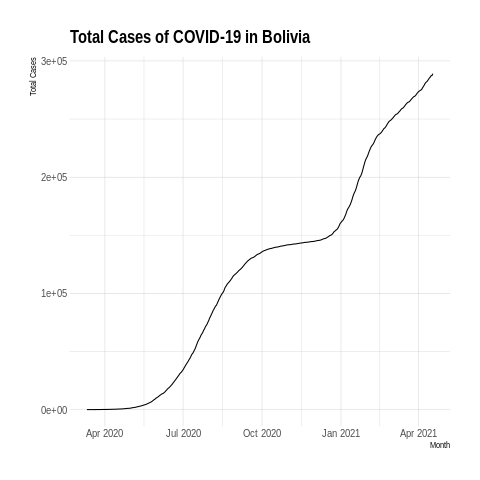 Total Cases of COVID-19 in Bolivia
Total Cases
3e+05
2e+05
1e+05
0e+00
Apr 2020 Jul 2020 Oct 2020 Jan 2021 Apr 2021
Month